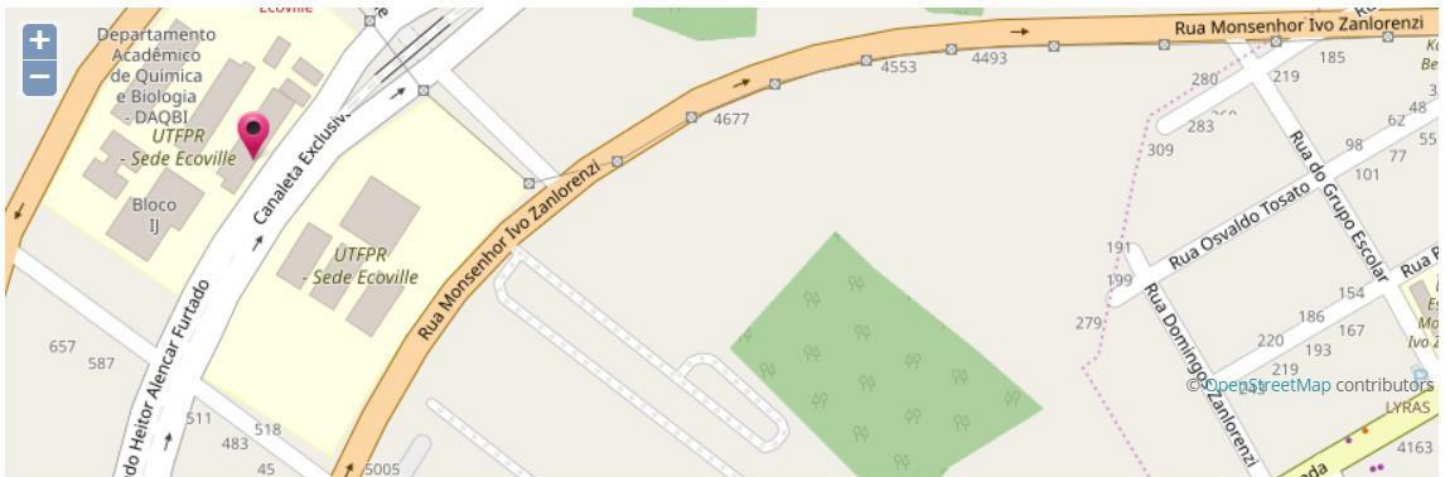 +
−
Ecoville
Departamento
Acadêmico
de Química
e Biologia
- DAQBI
UTFPR
- Sede Ecoville
Bloco
IJ
Canaleta Exclusiv
do Heitor Alencar Furtado
UTFPR
- Sede Ecoville
657
587
511
483
518
45
5005
Rua Monsenhor Ivo Zanlorenzi
Rua Monsenhor Ivo Zanlorenzi
4677
4553
4493
280
219
185
283
309
48
62
55
98
77
101
Rua do Grupo Escolar
Rua Osvaldo Tosato
191
199
279
Rua Domingos Zanlorenzi
154
186
167
220
193
219
243
© OpenStreetMap contributors
LYRAS
4163